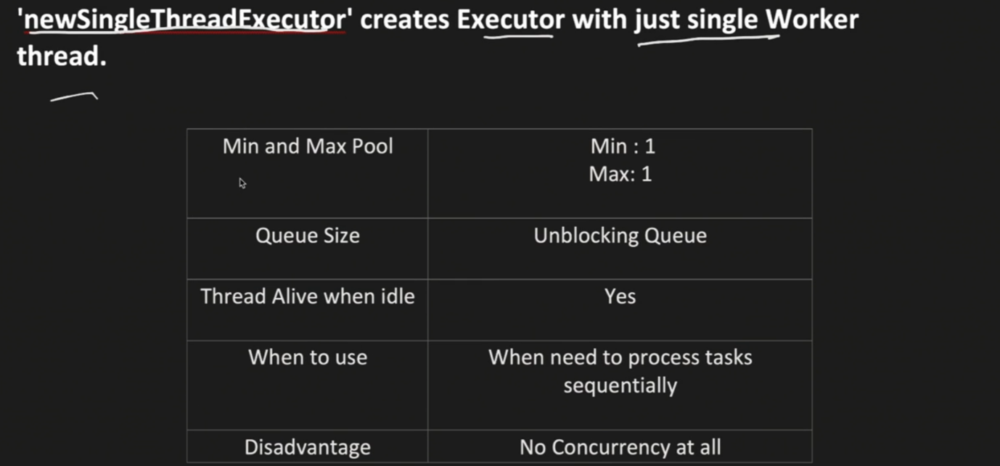 'newSingleThreadExecutor' creates Executor with just single Worker
thread.
Min and Max Pool
Min : 1
Max: 1
Queue Size
Unblocking Queue
Thread Alive when idle
Yes
When to use
When need to process tasks
sequentially
Disadvantage
No Concurrency at all